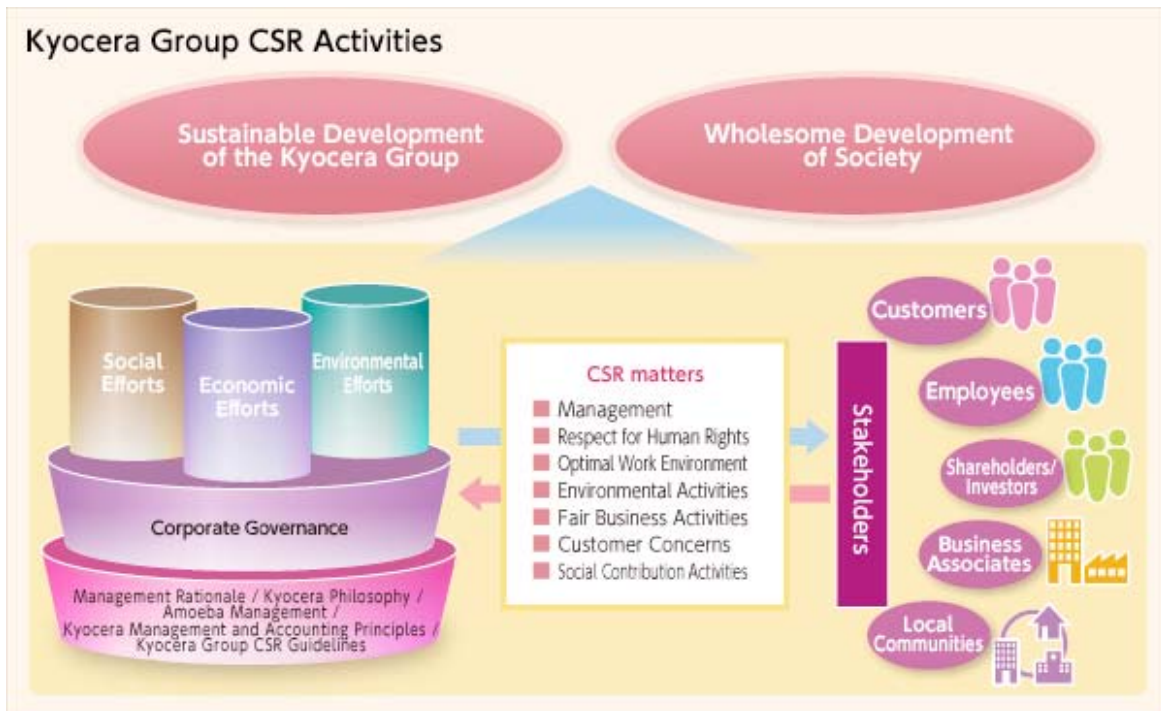 Kyocera Group CSR Activities
Sustainable Development
of the Kyocera Group
Wholesome Development
of Society
Social
Efforts
Economic
Efforts
Environmental
Efforts
Corporate Governance
Management Rationale / Kyocera Philosophy /
Amoeba Management /
Kyocera Management and Accounting Principles /
Kyocera Group CSR Guidelines
CSR matters
Management
Respect for Human Rights
Optimal Work Environment
Environmental Activities
Fair Business Activities
Customer Concerns
Social Contribution Activities
Stakeholders
Customers
Employees
Shareholders/
Investors
Business
Associates
Local
Communities